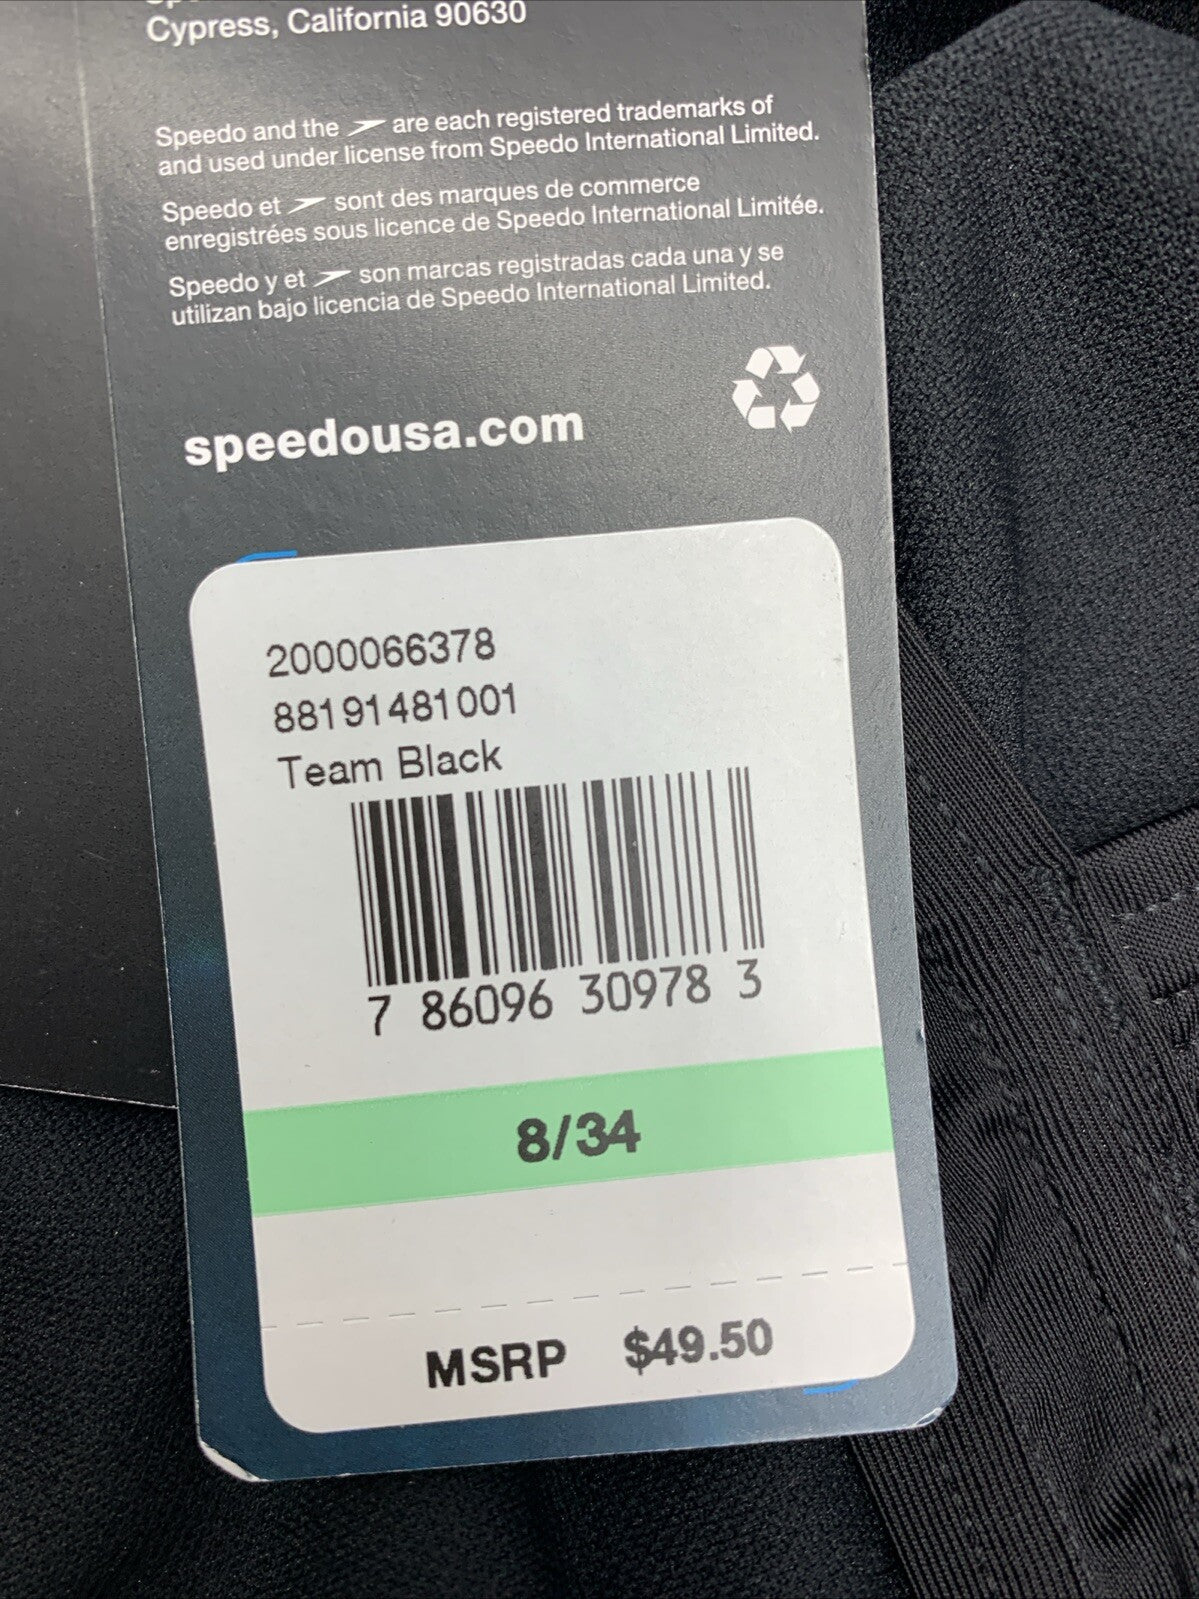 Cypress, California 90630
Speedo and the are each registered trademarks of
and used under license from Speedo International Limited.
Speedo et sont des marques de commerce
enregistrées sous licence de Speedo International Limitée.
Speedo y et son marcas registradas cada una y se
utilizan bajo licencia de Speedo International Limited.
speedousa.com
2000066378
88191481001
Team Black
7 86096 30978 3
8/34
MSRP $49.50